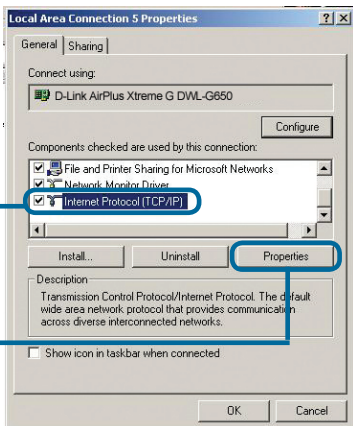 Local Area Connection 5 Properties
General Sharing
Connect using:
D-Link AirPlus Xtreme G DWL-G650
Configure
Components checked are used by this connection:
File and Printer Sharing for Microsoft Networks
Network Monitor Driver
Internet Protocol (TCP/IP)
Install... Uninstall Properties
Description
Transmission Control Protocol/Internet Protocol. The default
wide area network protocol that provides communication
across diverse interconnected networks.
Show icon in taskbar when connected
OK Cancel